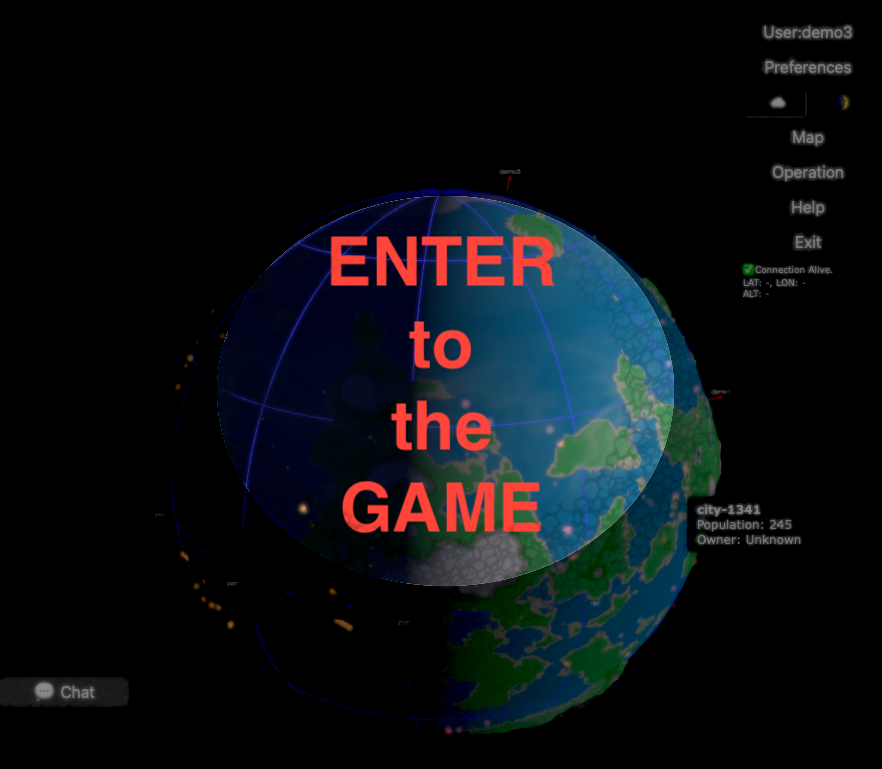 User:demo3
Preferences
Map
Operation
Help
Exit
Connection Alive.
LAT: -, LON: -
ALT: -
demo3
ENTER
to
the
GAME
city-1341
Population: 245
Owner: Unknown
Chat